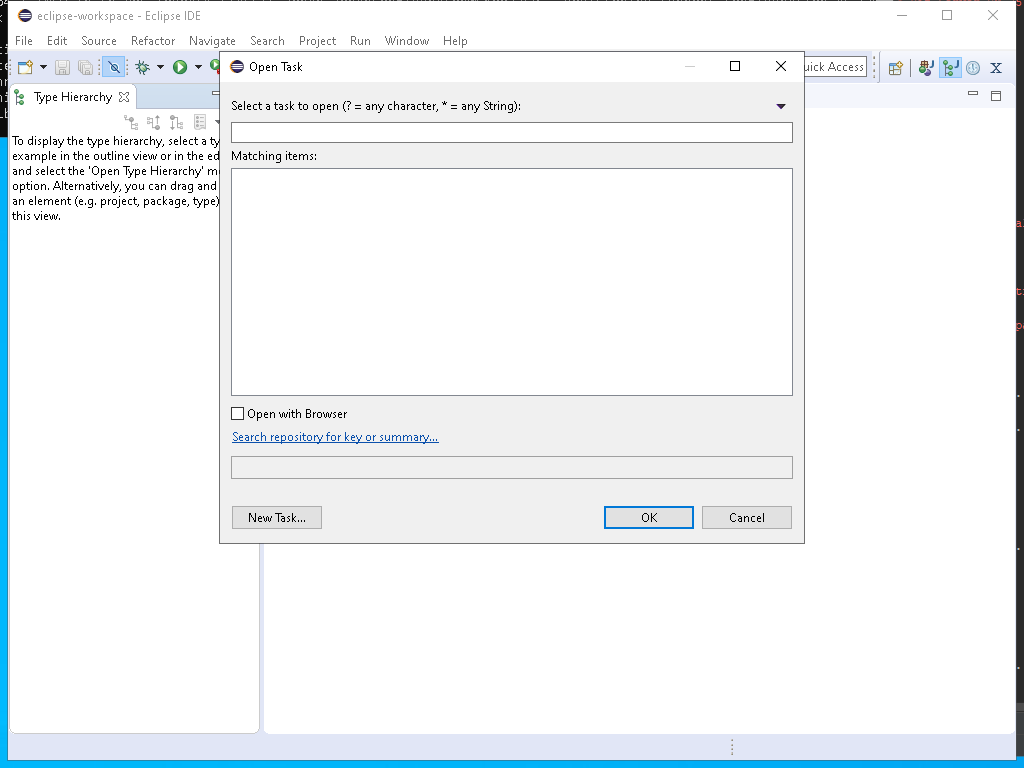 eclipse-workspace - Eclipse IDE
File Edit Source Refactor Navigate Search Project Run Window Help
Open Task
uick Access
Type Hierarchy
Select a task to open (? = any character, * = any String):
Matching items:
To display the type hierarchy, select a ty
example in the outline view or in the ed
and select the 'Open Type Hierarchy' m
option. Alternatively, you can drag and
an element (e.g. project, package, type)
this view.
Open with Browser
Search repository for key or summary...
New Task...
OK
Cancel